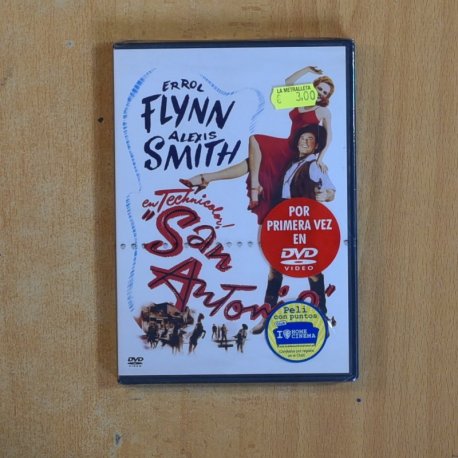 ERROL
FLYNN
ALEXIS
SMITH
en Technicolor!
"San
Antonio"
LA METRALLETA
€ 3.00
POR
PRIMERA VEZ
EN
DVD
VIDEO
Peli
con puntos
I HOME
CINEMA
DVD
VIDEO